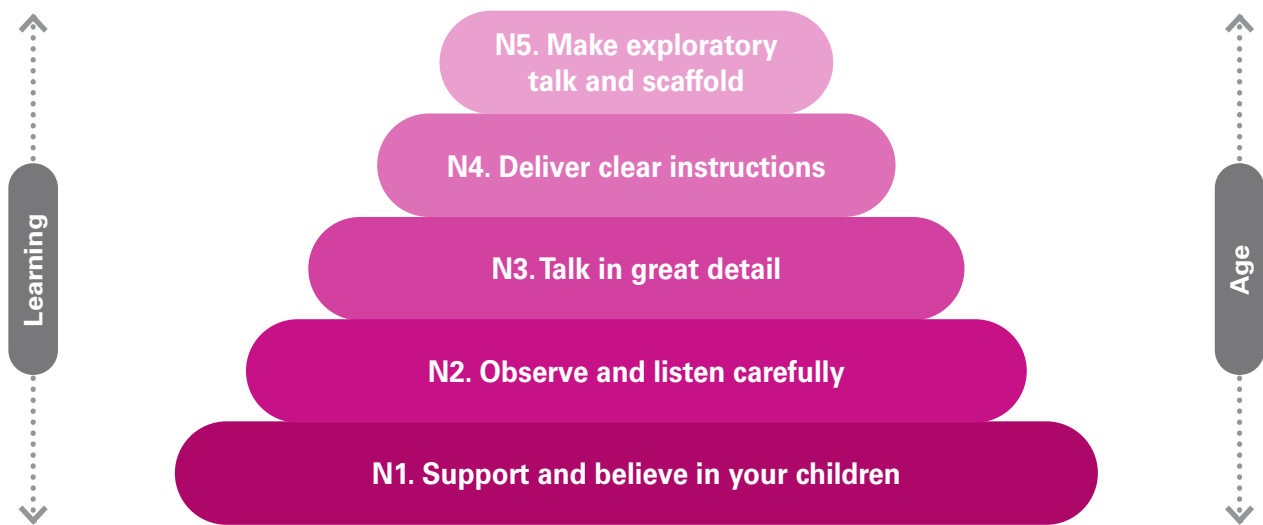 N5. Make exploratory
talk and scaffold
N4. Deliver clear instructions
N3. Talk in great detail
N2. Observe and listen carefully
N1. Support and believe in your children
Learning
Age